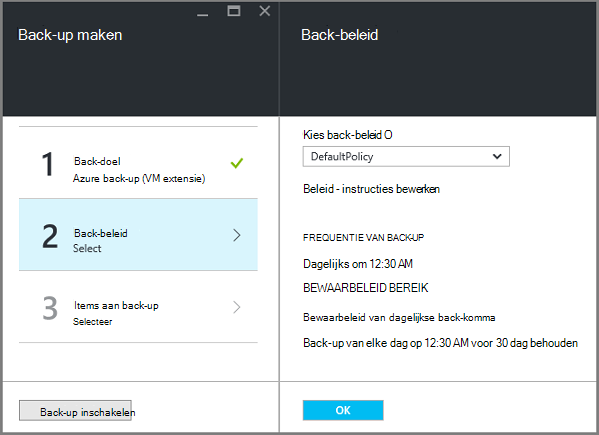 Back-up maken
Back-beleid
1
Back-doel
Azure back-up (VM extensie)
2
Back-beleid
Select
3
Items aan back-up
Selecteer
Back-up inschakelen
Kies back-beleid O
DefaultPolicy
Beleid - instructies bewerken
FREQUENTIE VAN BACK-UP
Dagelijks om 12:30 AM
BEWAARBELEID BEREIK
Bewaarbeleid van dagelijkse back-komma
Back-up van elke dag op 12:30 AM voor 30 dag behouden
OK